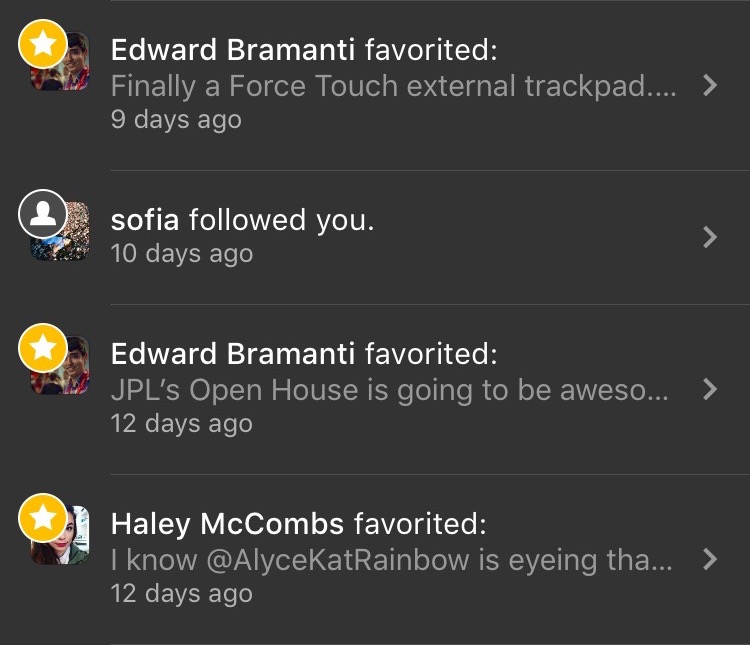 Edward Bramanti favorited:
Finally a Force Touch external trackpad....
9 days ago
sofia followed you.
10 days ago
Edward Bramanti favorited:
JPL’s Open House is going to be aweso...
12 days ago
Haley McCombs favorited:
I know @AlyceKatRainbow is eyeing tha...
12 days ago